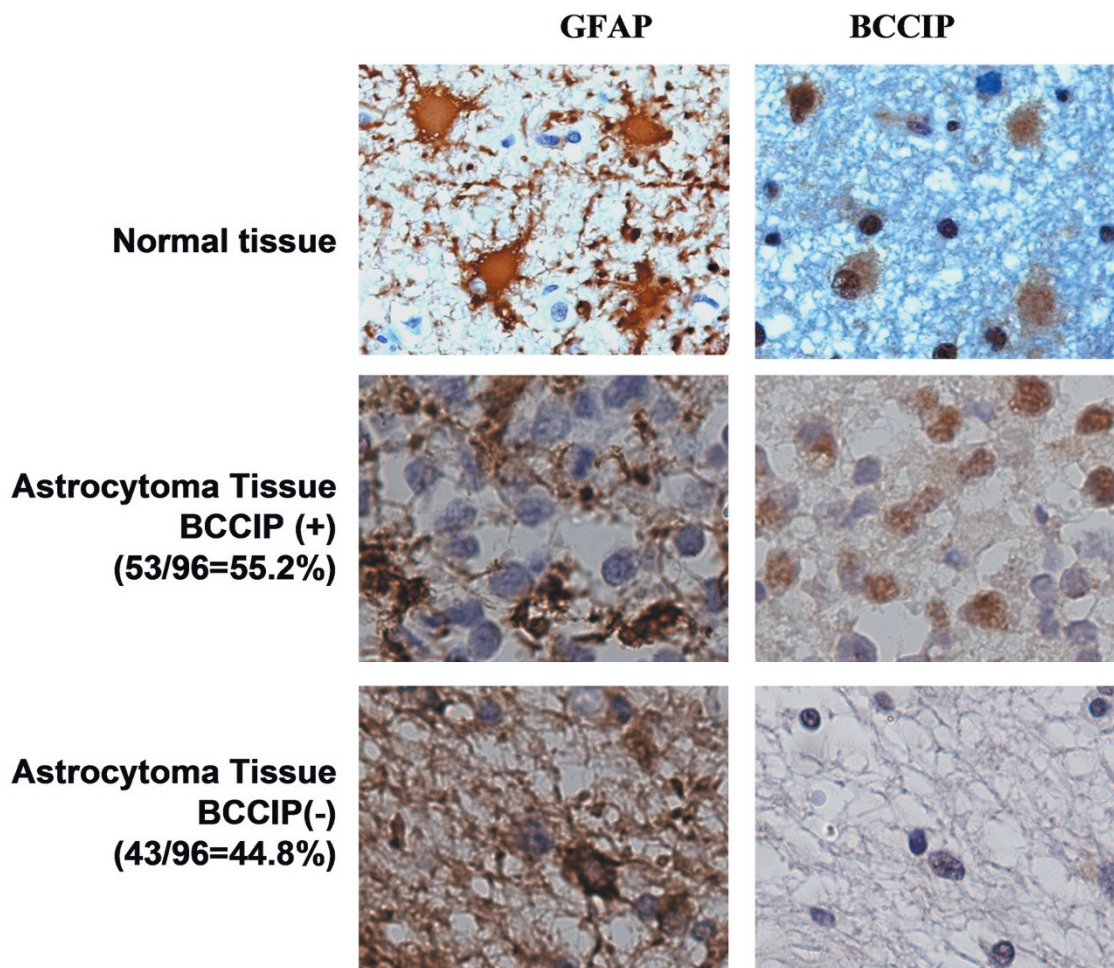 GFAP BCCIP
Normal tissue
Astrocytoma Tissue
BCCIP (+)
(53/96=55.2%)
Astrocytoma Tissue
BCCIP(-)
(43/96=44.8%)